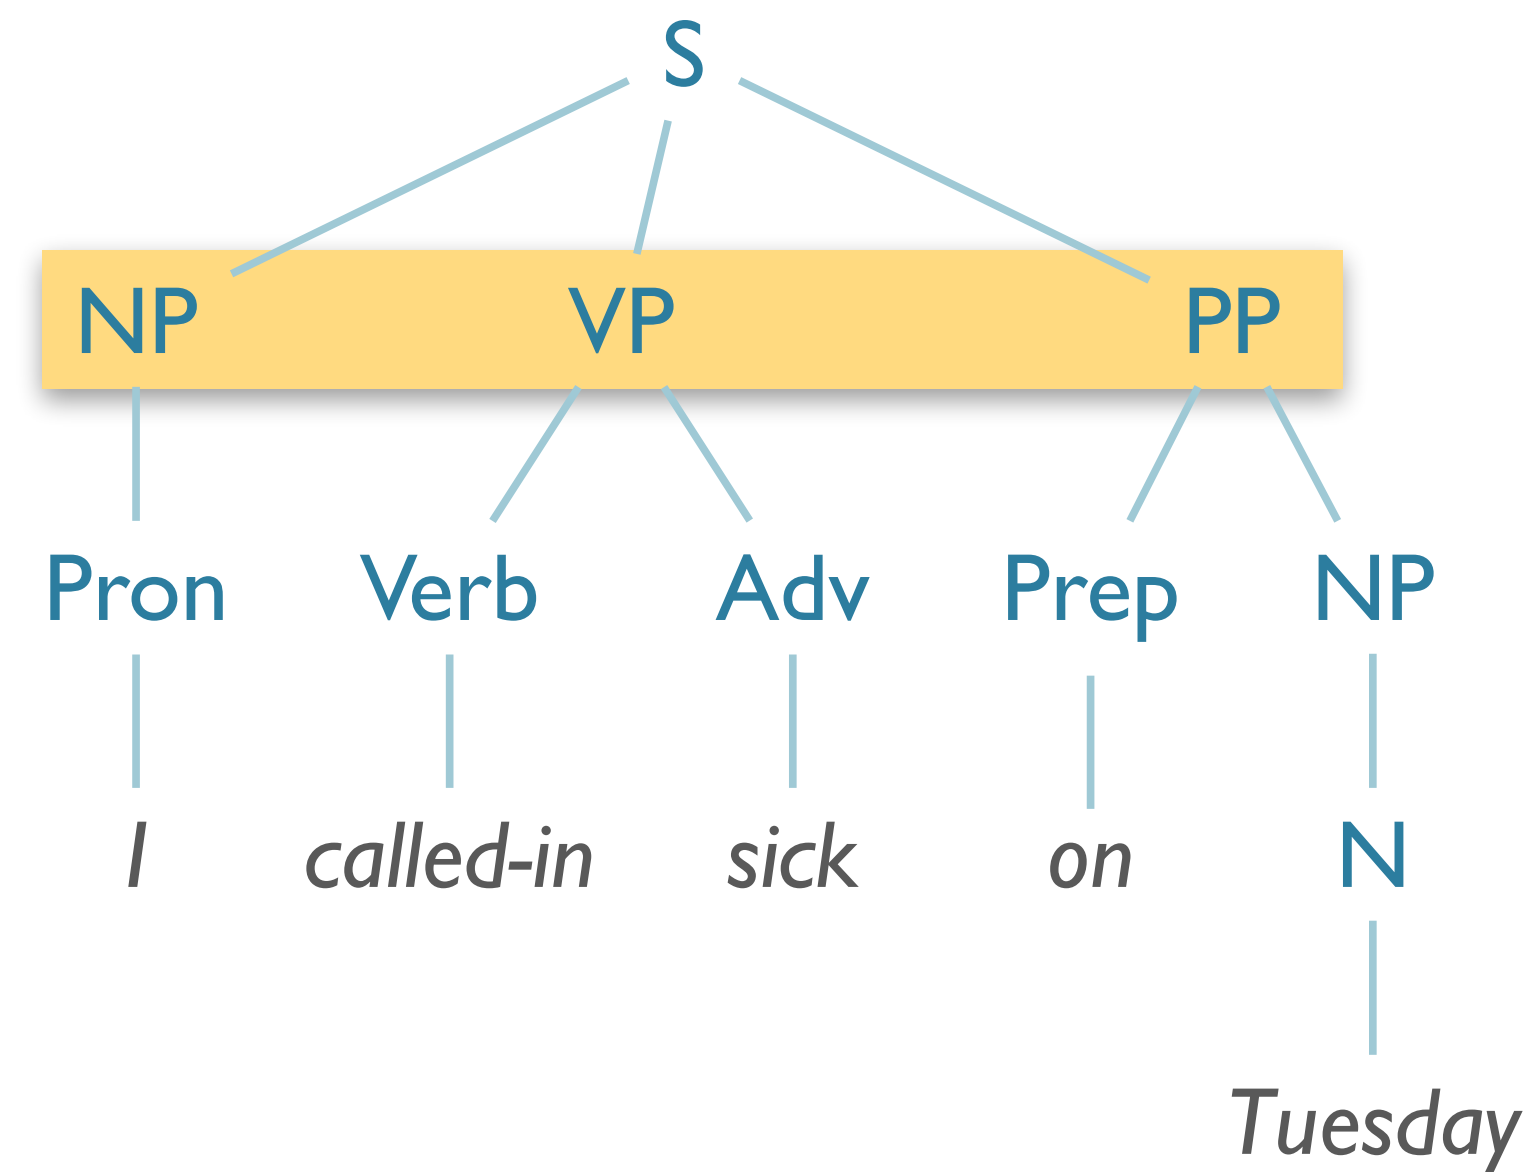 S
NP VP PP
Pron Verb Adv Prep NP
I called-in sick on N
Tuesday